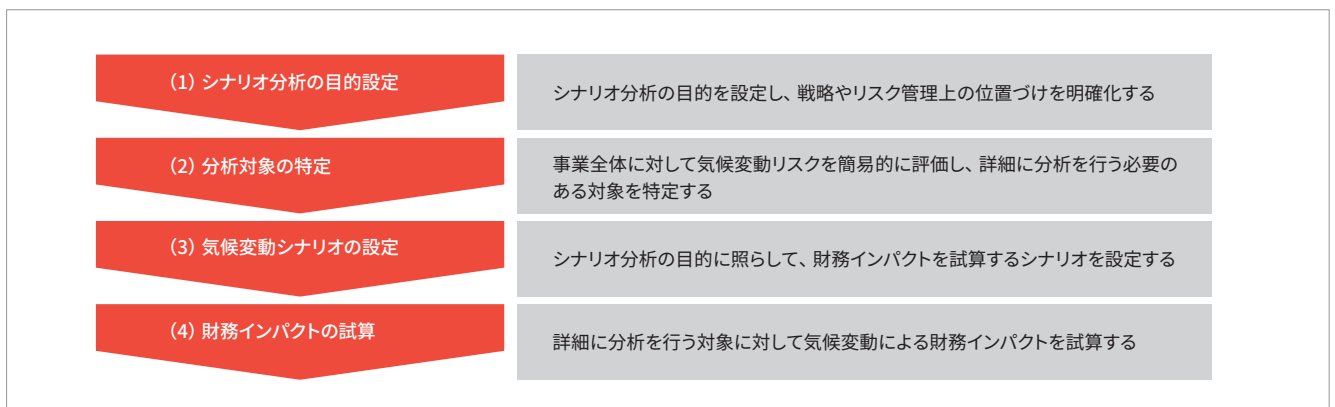 (1) シナリオ分析の目的設定
シナリオ分析の目的を設定し、戦略やリスク管理上の位置づけを明確化する
(2) 分析対象の特定
事業全体に対して気候変動リスクを簡易的に評価し、詳細に分析を行う必要の
ある対象を特定する
(3) 気候変動シナリオの設定
シナリオ分析の目的に照らして、財務インパクトを試算するシナリオを設定する
(4) 財務インパクトの試算
詳細に分析を行う対象に対して気候変動による財務インパクトを試算する